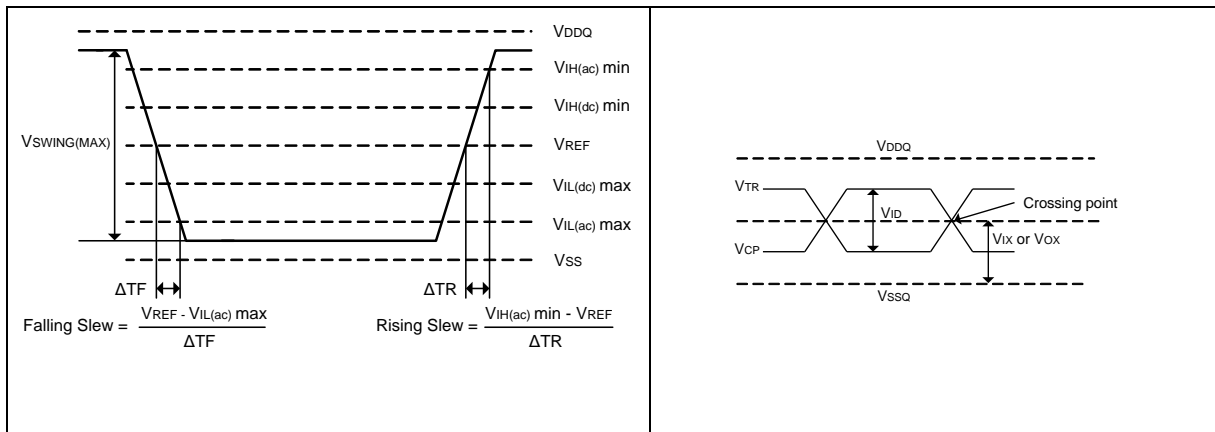 VDDQ
VIH(ac) min
VIH(dc) min
VSWING(MAX)
VREF
VIL(dc) max
VIL(ac) max
VSS
ΔTF
ΔTR
Falling Slew = VREF - VIL(ac) max
ΔTF
Rising Slew = VIH(ac) min - VREF
ΔTR
VDDQ
VTR
VID
Crossing point
VCP
VIX or VOX
VSSQ